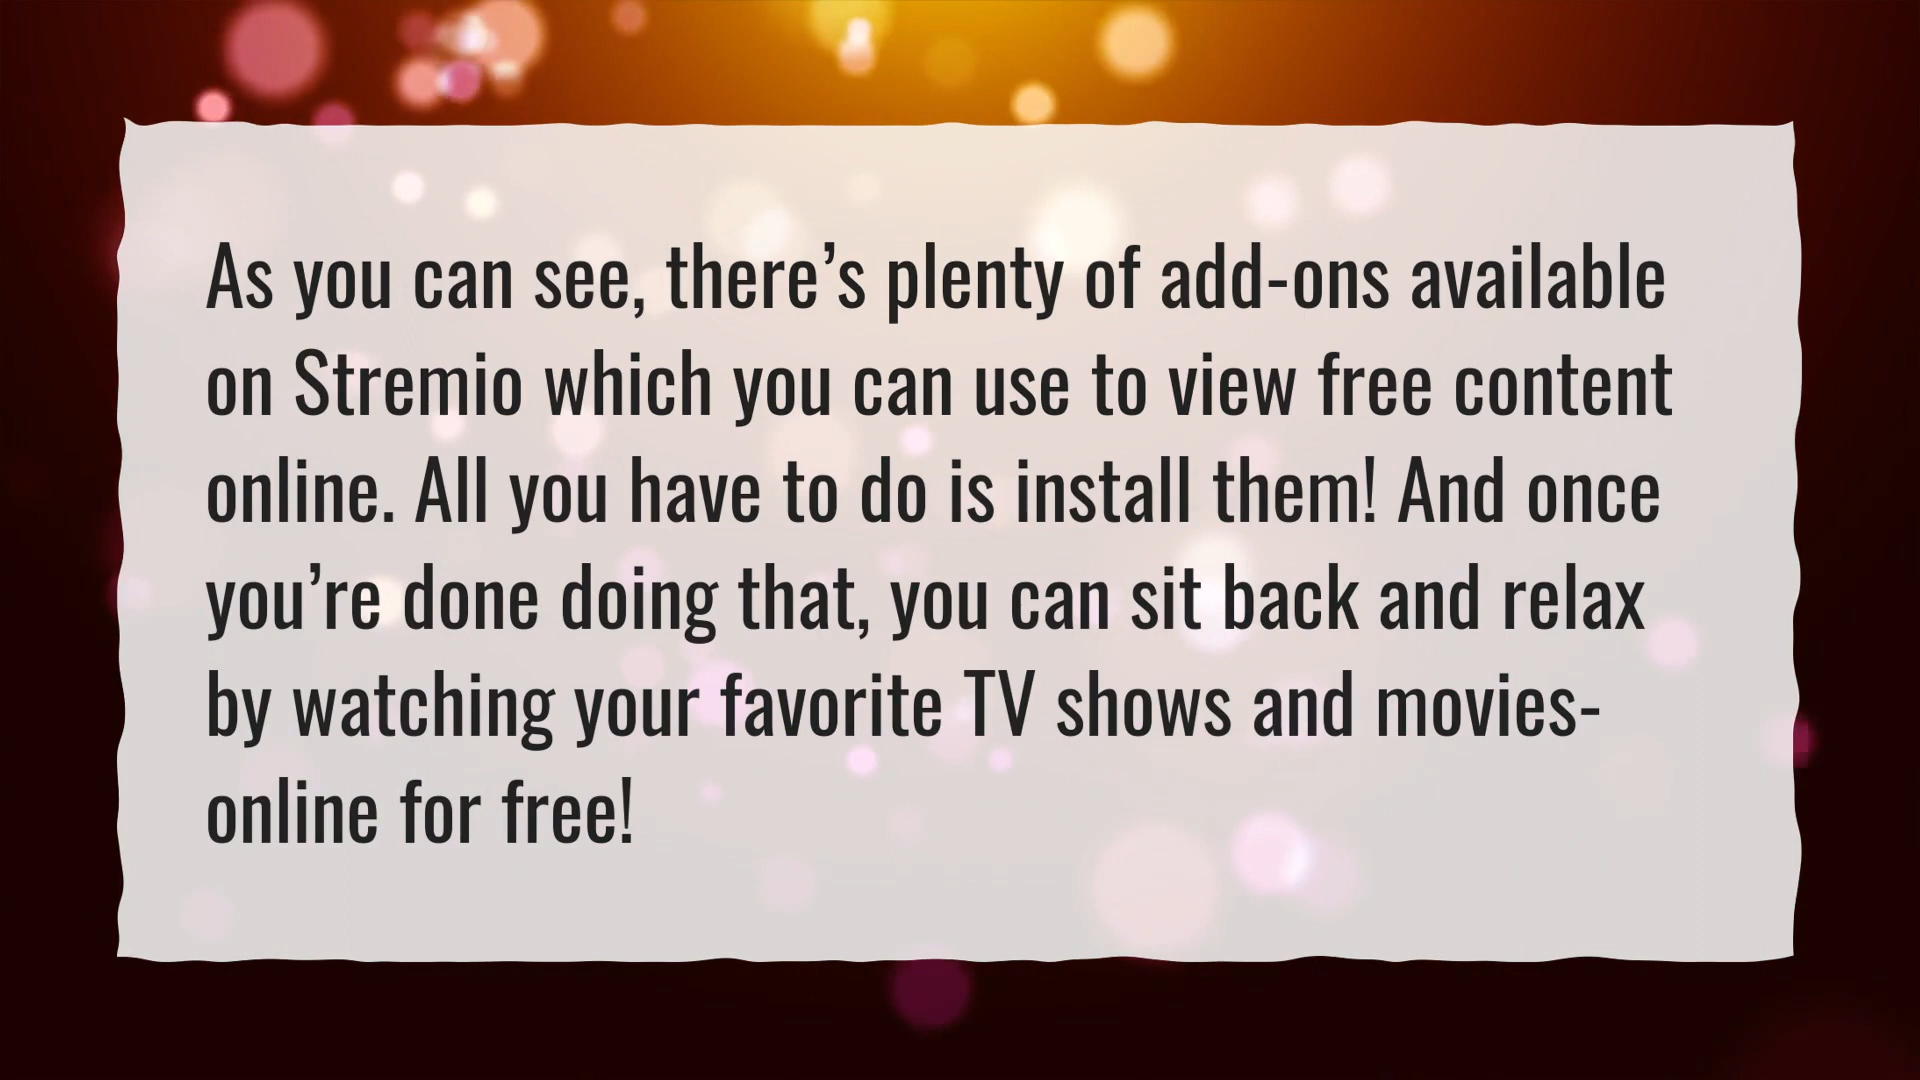 As you can see, there’s plenty of add-ons available
on Stremio which you can use to view free content
online. All you have to do is install them! And once
you’re done doing that, you can sit back and relax
by watching your favorite TV shows and movies-
online for free!